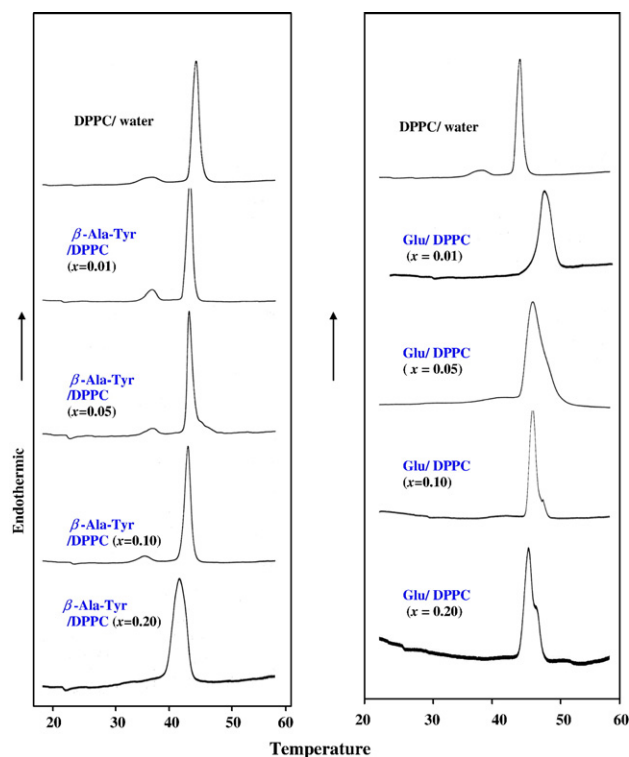 DPPC/ water
β-Ala-Tyr
/DPPC
(x=0.01)
β-Ala-Tyr
/DPPC
(x=0.05)
β-Ala-Tyr
/DPPC (x=0.10)
β-Ala-Tyr
/DPPC (x=0.20)
Endothermic
20 30 40 50 60
DPPC/ water
Glu/ DPPC
(x = 0.01)
Glu/ DPPC
( x = 0.05)
Glu/ DPPC
(x=0.10)
Glu/ DPPC
( x = 0.20)
20 30 40 50 60
Temperature